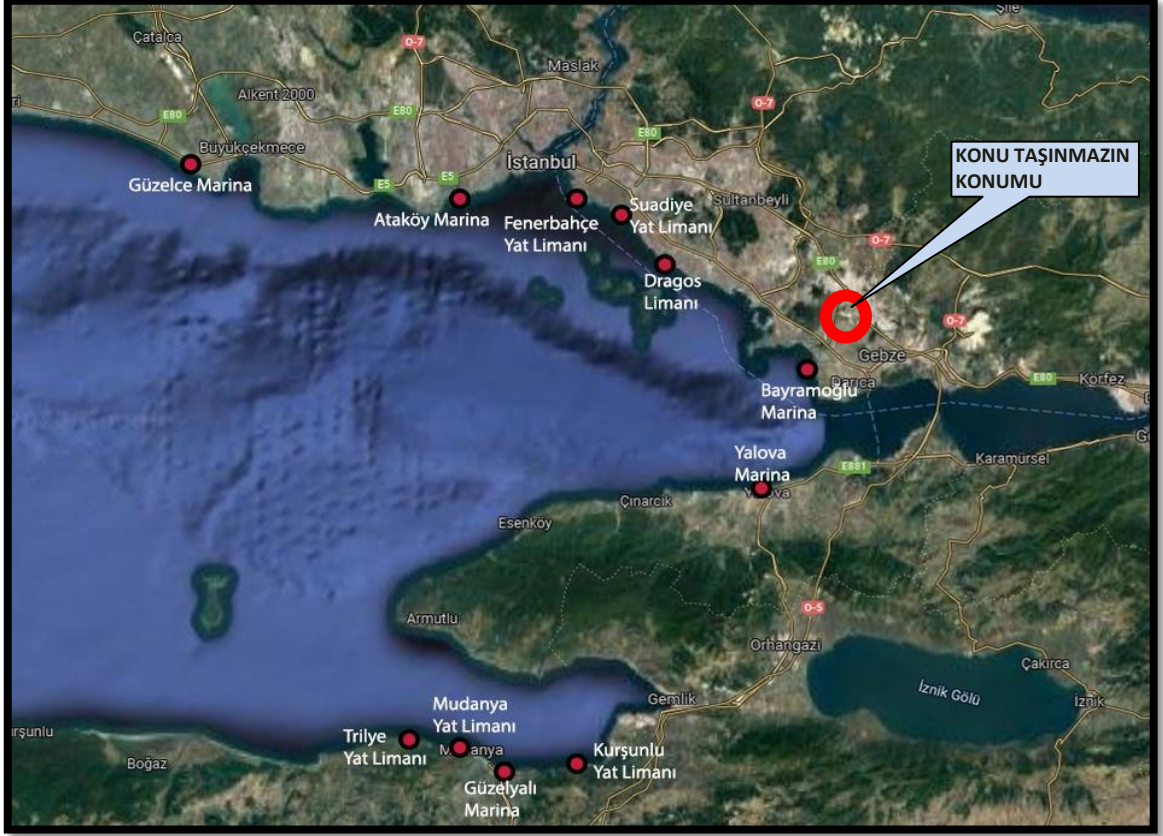 Şile
Çatalca
O-7
Maslak
Alkent 2000
O-7
E80
E80
E80
Büyükçekmece
İstanbul
KONU TAŞINMAZIN
KONUMU
Güzelce Marina
E5
E5
Sultanbeyli
Ataköy Marina
Fenerbahçe
Yat Limanı
Suadiye
Yat Limanı
O-7
E80
Dragos
Limanı
O-7
Gebze
Darıca
E80
Körfez
Bayramoğlu
Marina
Yalova
Marina
E881
Karamürsel
Çınarcık
Esenköy
Armutlu
O-5
Orhangazi
Çakırca
İznik Gölü
İznik
Gemlik
Mudanya
Yat Limanı
rşunlu
Trilye
Yat Limanı
Boğaz
Kurşunlu
Yat Limanı
Güzelyalı
Marina